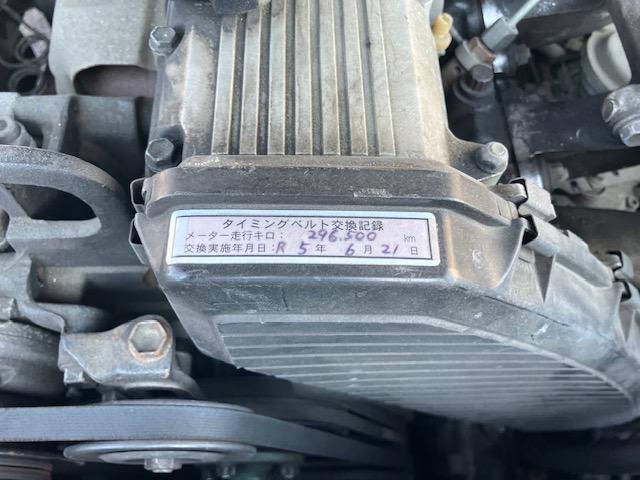 タイミングベルト交換記録
メーター走行キロ： 296,500 km
交換実施年月日：R 5 年 6 月 21 日